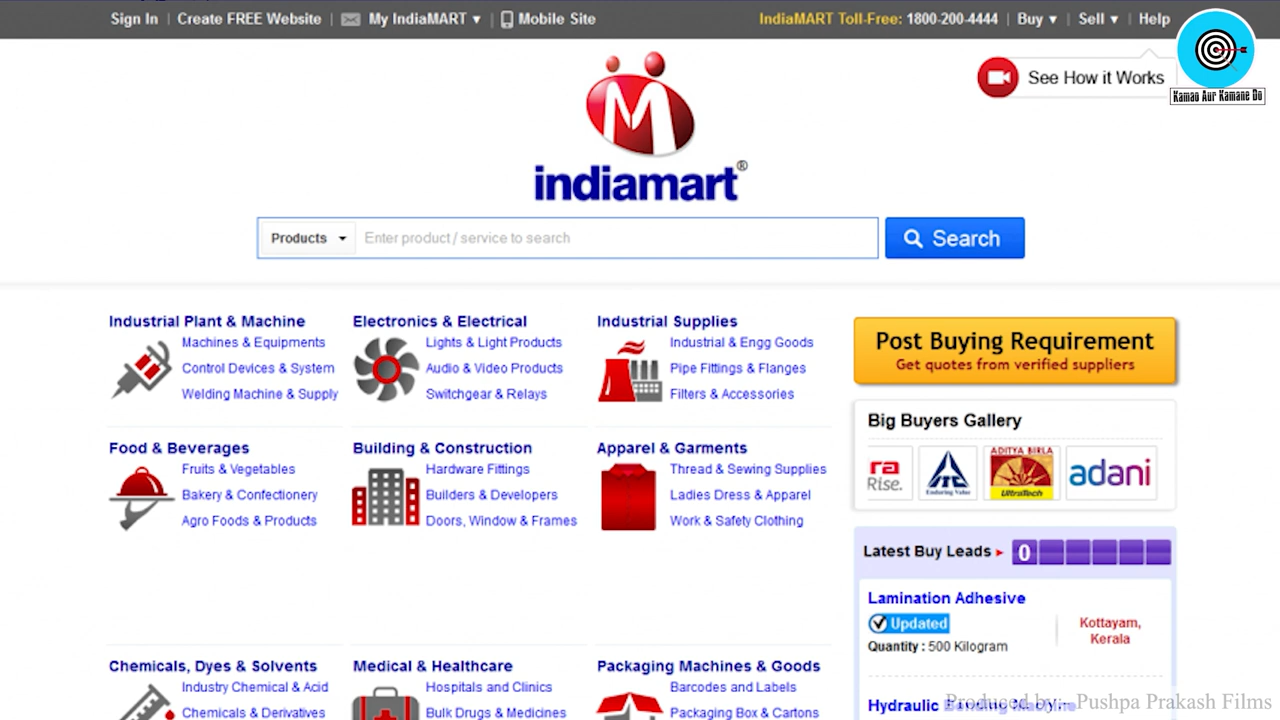 Sign In | Create FREE Website | My IndiaMART ▼ | Mobile Site
IndiaMART Toll-Free: 1800-200-4444 | Buy ▼ | Sell ▼ | Help
See How it Works
Kamao Aur Kamane Do
indiamart®
Products
Enter product / service to search
Search
Industrial Plant & Machine
Machines & Equipments
Control Devices & System
Welding Machine & Supply
Electronics & Electrical
Lights & Light Products
Audio & Video Products
Switchgear & Relays
Industrial Supplies
Industrial & Engg Goods
Pipe Fittings & Flanges
Filters & Accessories
Post Buying Requirement
Get quotes from verified suppliers
Big Buyers Gallery
ra
Rise.
ITC
Enduring Value
ADITYA BIRLA
UltraTech
adani
Food & Beverages
Fruits & Vegetables
Bakery & Confectionery
Agro Foods & Products
Building & Construction
Hardware Fittings
Builders & Developers
Doors, Window & Frames
Apparel & Garments
Thread & Sewing Supplies
Ladies Dress & Apparel
Work & Safety Clothing
Latest Buy Leads
0
Lamination Adhesive
Updated
Quantity : 500 Kilogram
Kottayam,
Kerala
Chemicals, Dyes & Solvents
Industry Chemical & Acid
Chemicals & Derivatives
Medical & Healthcare
Hospitals and Clinics
Bulk Drugs & Medicines
Packaging Machines & Goods
Barcodes and Labels
Packaging Box & Cartons
Hydraulic
Produced by:- Pushpa Prakash Films